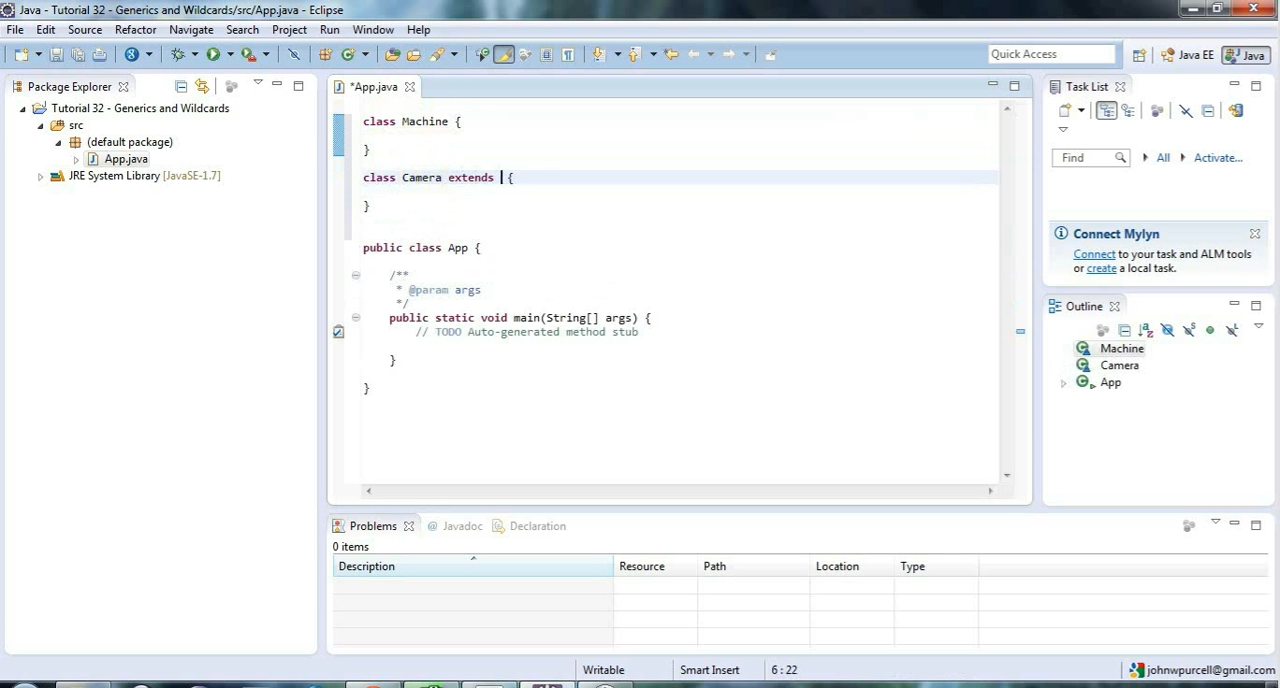 Java - Tutorial 32 - Generics and Wildcards/src/App.java - Eclipse
File Edit Source Refactor Navigate Search Project Run Window Help
Quick Access
Java EE
Java
Package Explorer
*App.java
Task List
Tutorial 32 - Generics and Wildcards
src
(default package)
App.java
JRE System Library [JavaSE-1.7]
class Machine {
}
class Camera extends {
}
public class App {
/**
* @param args
*/
public static void main(String[] args) {
// TODO Auto-generated method stub
}
}
Find
All
Activate...
Connect Mylyn
Connect to your task and ALM tools
or create a local task.
Outline
Machine
Camera
App
Problems @ Javadoc Declaration
0 items
Description Resource Path Location Type
Writable Smart Insert 6 : 22 johnwpurcell@gmail.com